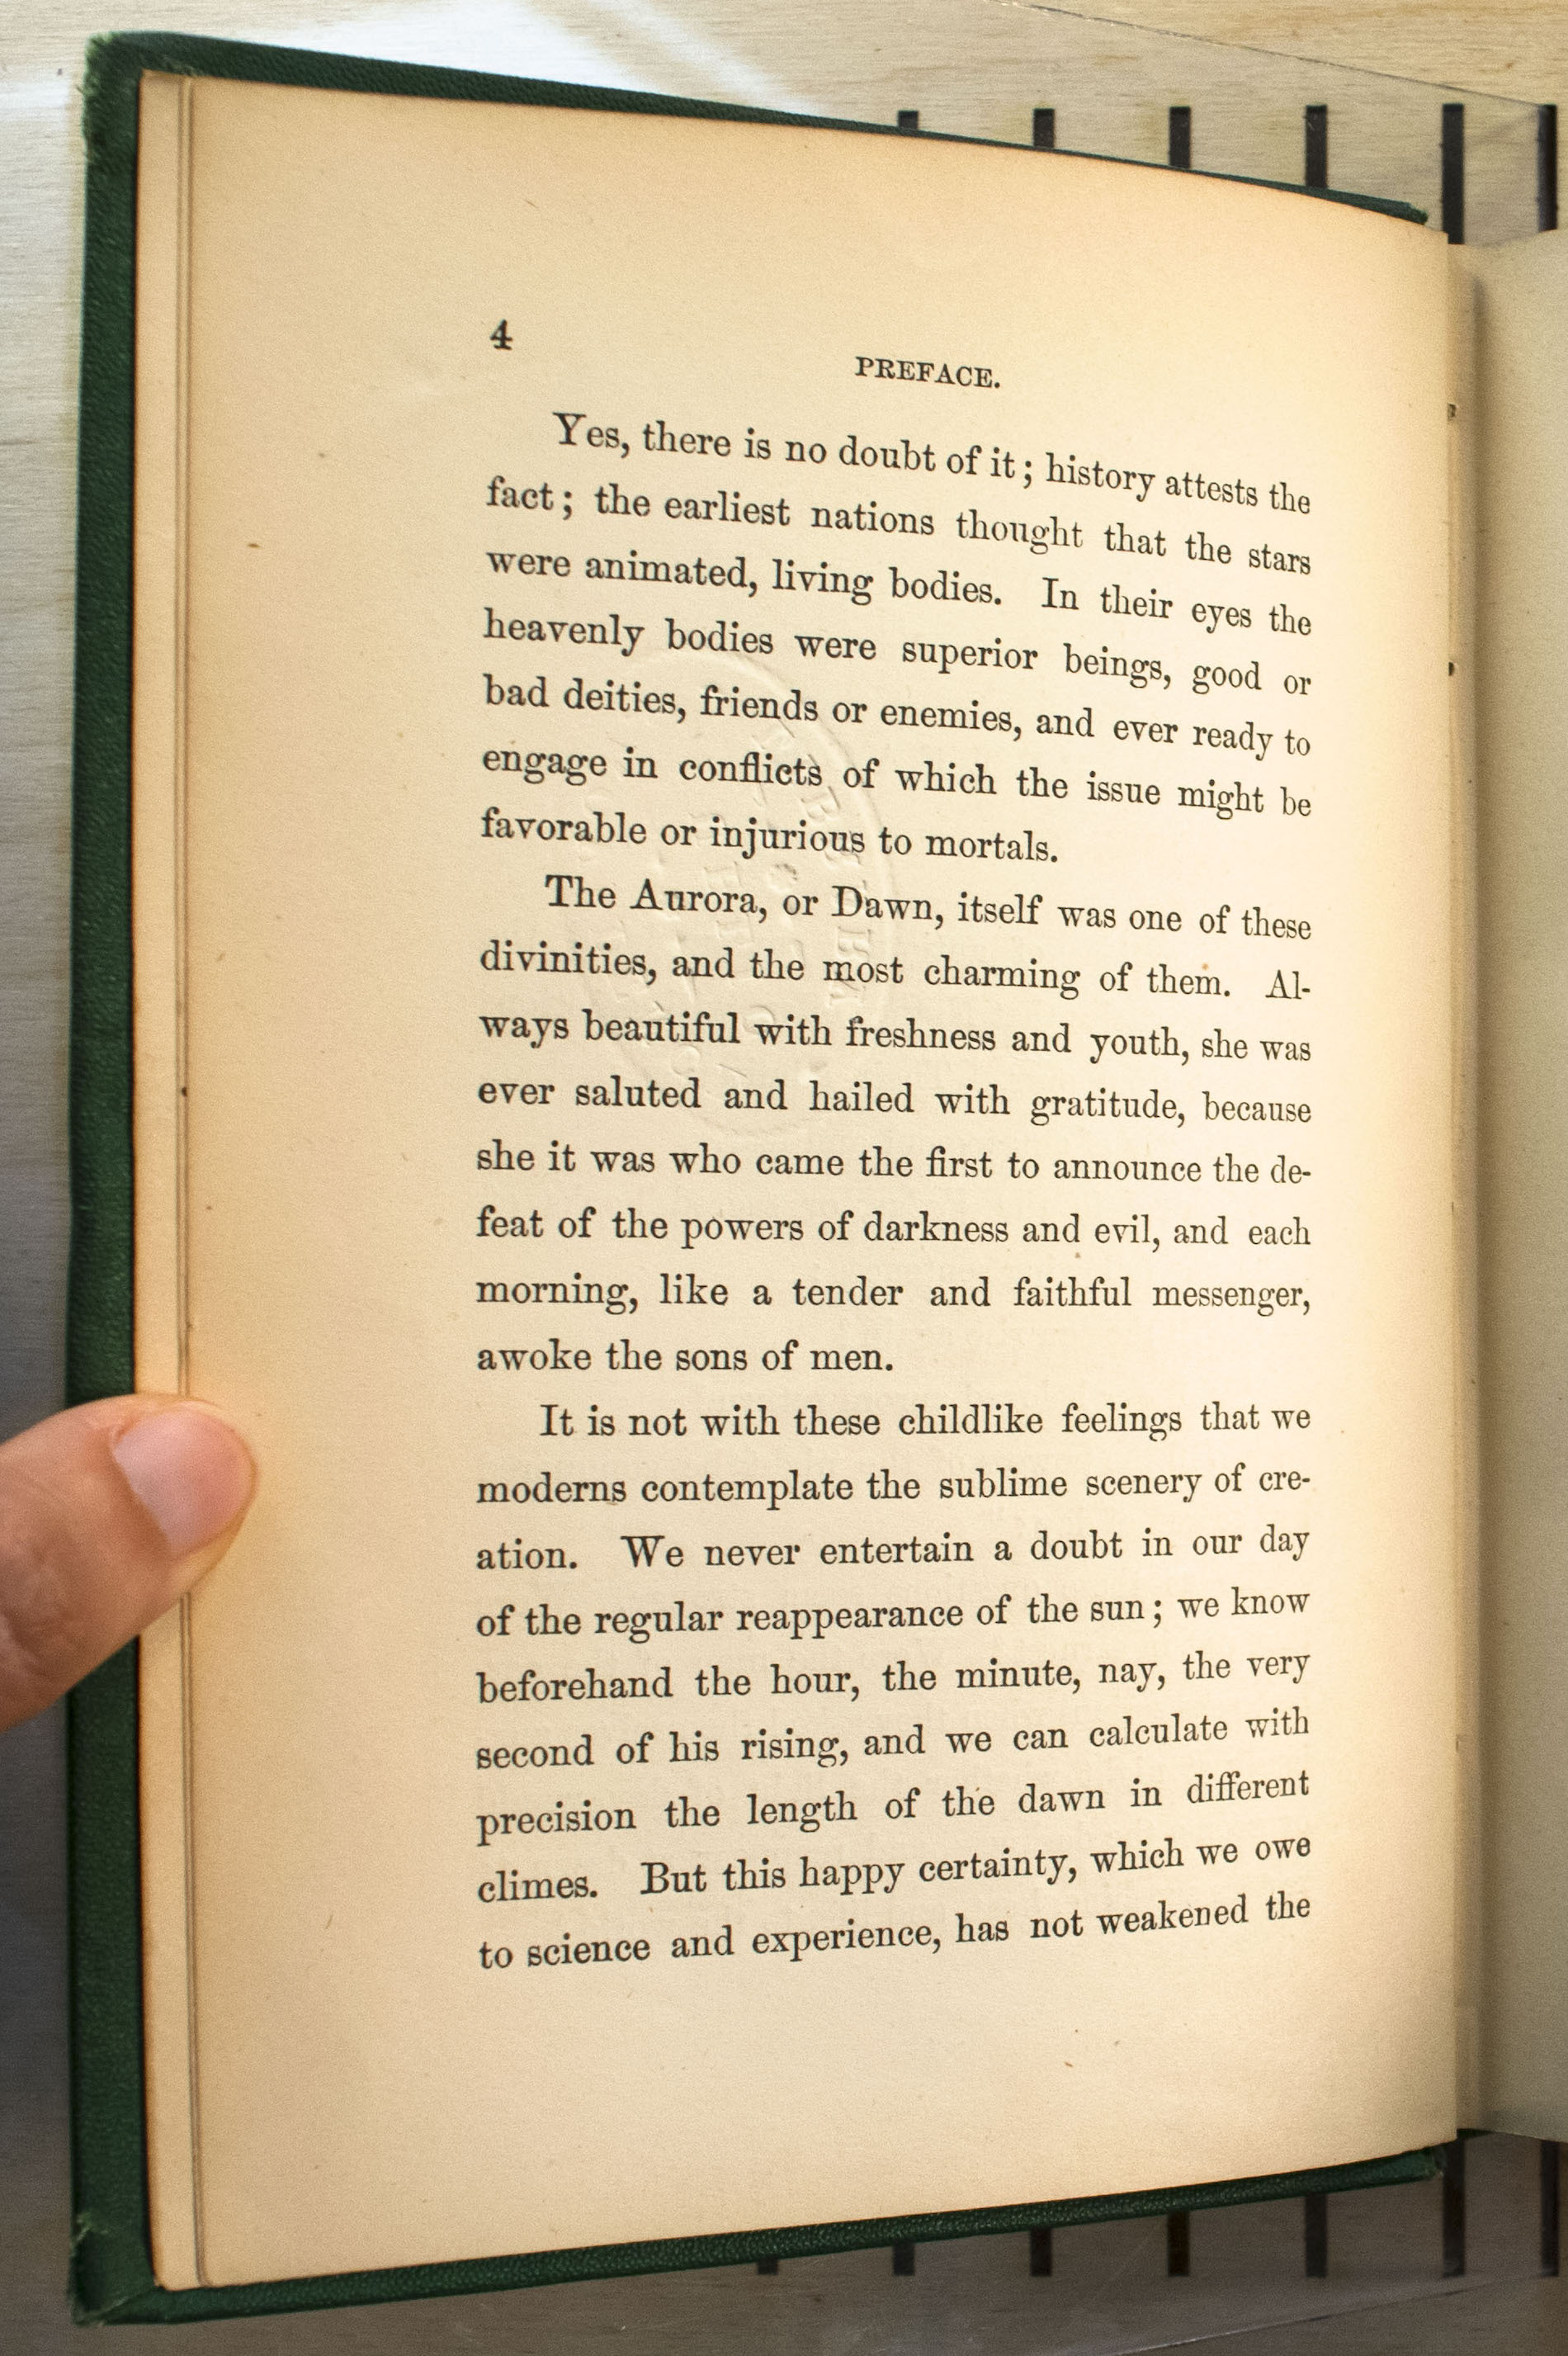 4
PREFACE.
Yes, there is no doubt of it; history attests the
fact; the earliest nations thought that the stars
were animated, living bodies. In their eyes the
heavenly bodies were superior beings, good or
bad deities, friends or enemies, and ever ready to
engage in conflicts of which the issue might be
favorable or injurious to mortals.
The Aurora, or Dawn, itself was one of these
divinities, and the most charming of them. Al-
ways beautiful with freshness and youth, she was
ever saluted and hailed with gratitude, because
she it was who came the first to announce the de-
feat of the powers of darkness and evil, and each
morning, like a tender and faithful messenger,
awoke the sons of men.
It is not with these childlike feelings that we
moderns contemplate the sublime scenery of cre-
ation. We never entertain a doubt in our day
of the regular reappearance of the sun; we know
beforehand the hour, the minute, nay, the very
second of his rising, and we can calculate with
precision the length of the dawn in different
climes. But this happy certainty, which we owe
to science and experience, has not weakened the